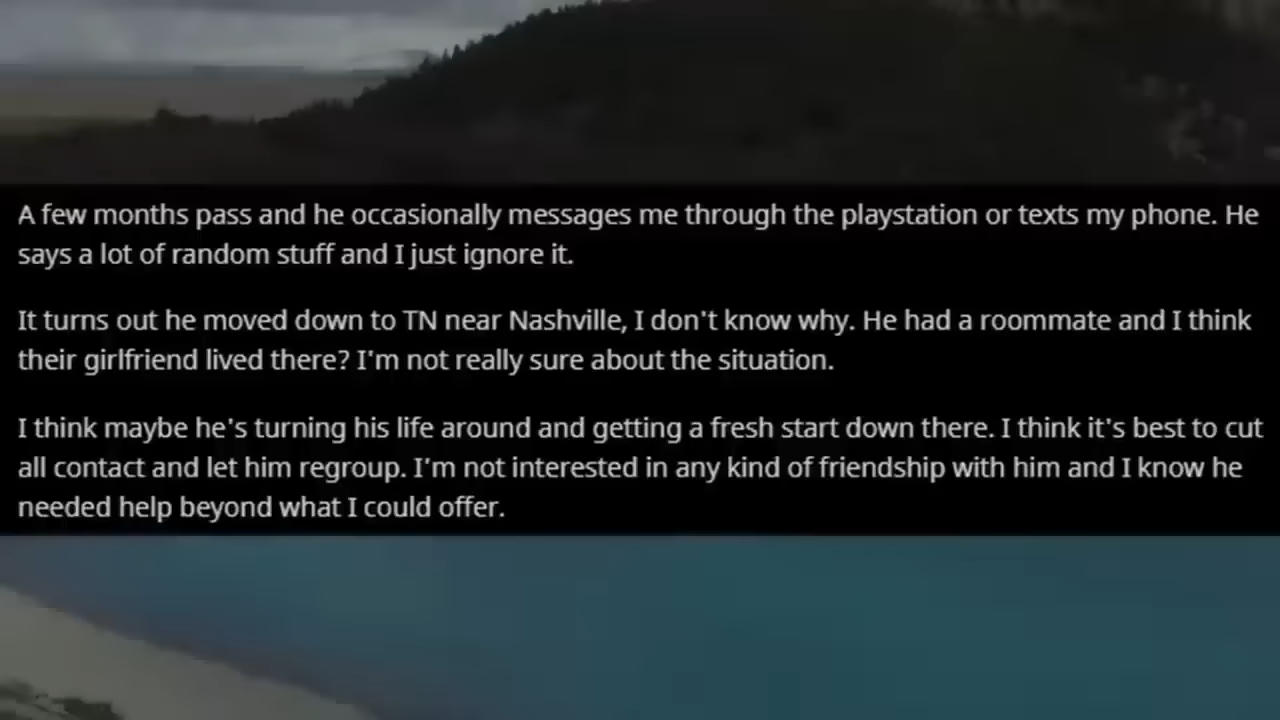 A few months pass and he occasionally messages me through the playstation or texts my phone. He
says a lot of random stuff and I just ignore it.
It turns out he moved down to TN near Nashville, I don't know why. He had a roommate and I think
their girlfriend lived there? I'm not really sure about the situation.
I think maybe he's turning his life around and getting a fresh start down there. I think it's best to cut
all contact and let him regroup. I'm not interested in any kind of friendship with him and I know he
needed help beyond what I could offer.